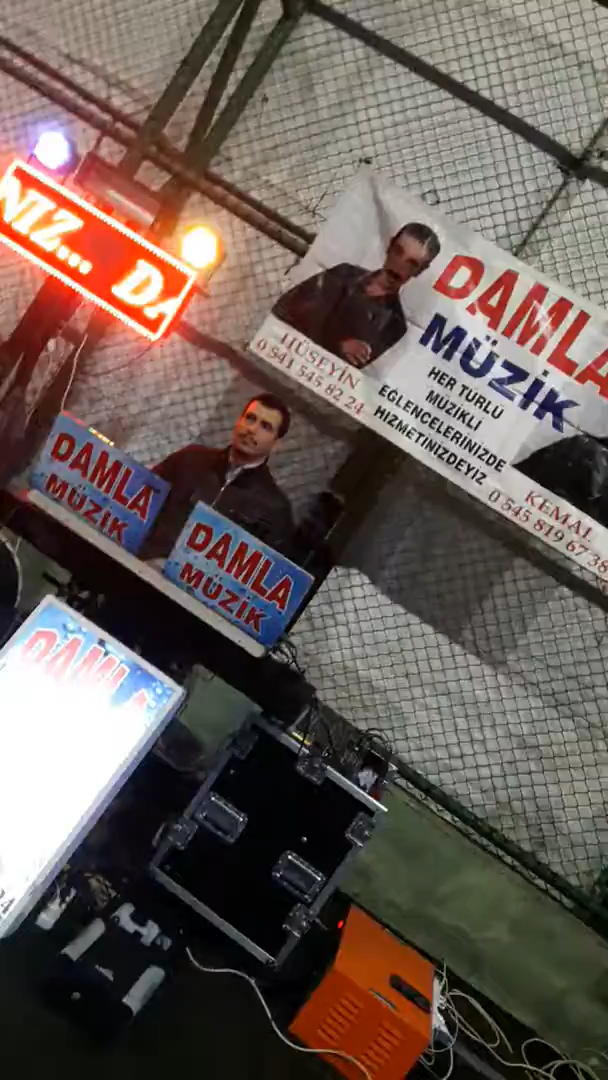 NIZ... DA
DAMLA
MÜZİK
HER TÜRLÜ
MÜZİKLİ
EĞLENCELERİNİZDE
HİZMETİNİZDEYİZ
HÜSEYİN
0 541 545 82 24
KEMAL
0 545 819 67 38
DAMLA
MÜZİK
DAMLA
MÜZİK
DAMLA